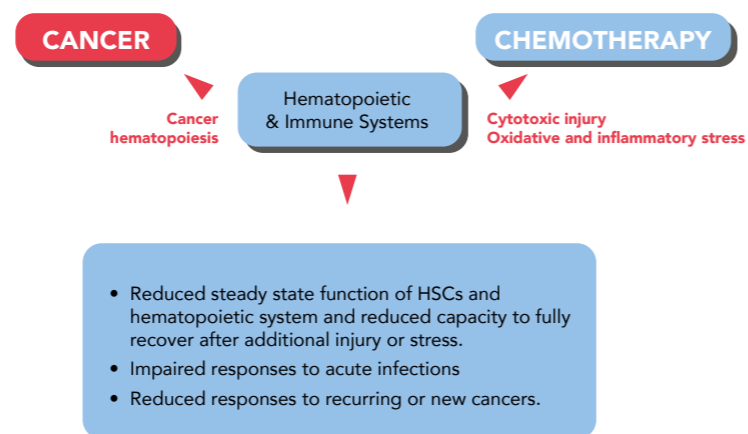 CANCER
CHEMOTHERAPY
Hematopoietic
& Immune Systems
Cancer
hematopoiesis
Cytotoxic injury
Oxidative and inflammatory stress
• Reduced steady state function of HSCs and
hematopoietic system and reduced capacity to fully
recover after additional injury or stress.
• Impaired responses to acute infections
• Reduced responses to recurring or new cancers.